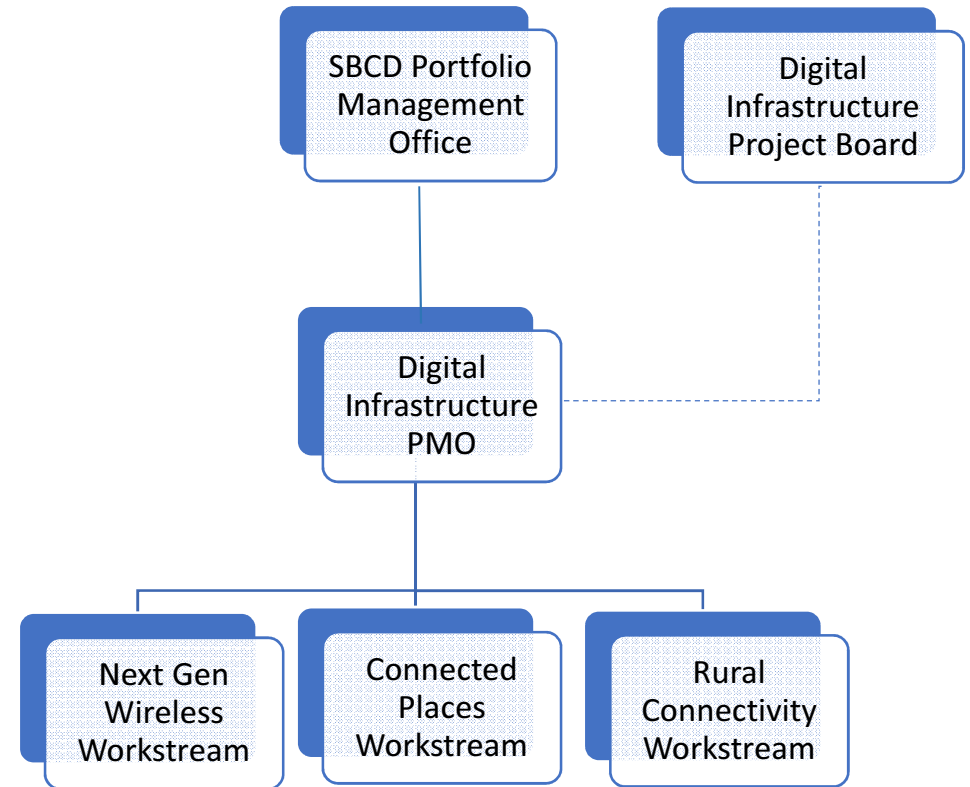 SBCD Portfolio
Management
Office
Digital
Infrastructure
Project Board
Digital
Infrastructure
PMO
Next Gen
Wireless
Workstream
Connected
Places
Workstream
Rural
Connectivity
Workstream